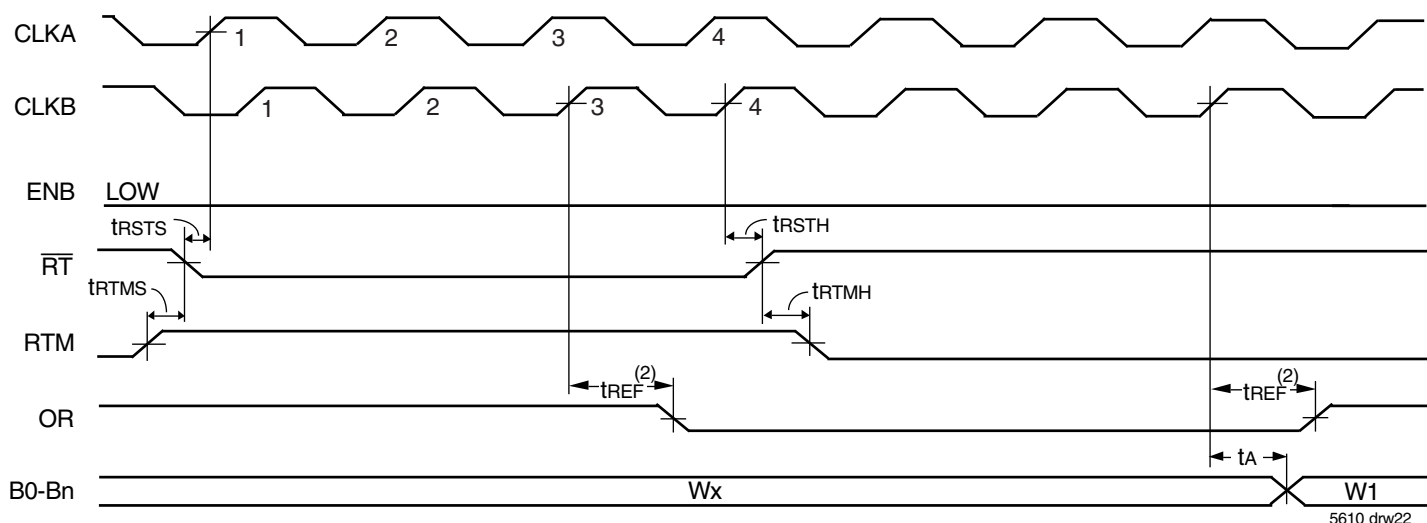 CLKA 1 2 3 4
CLKB 1 2 3 4
ENB LOW
tRSTS tRSTH
RT
tRTMS tRTMH
RTM
tREF(2) tREF(2)
OR
tA
B0-Bn Wx W1
5610 drw22